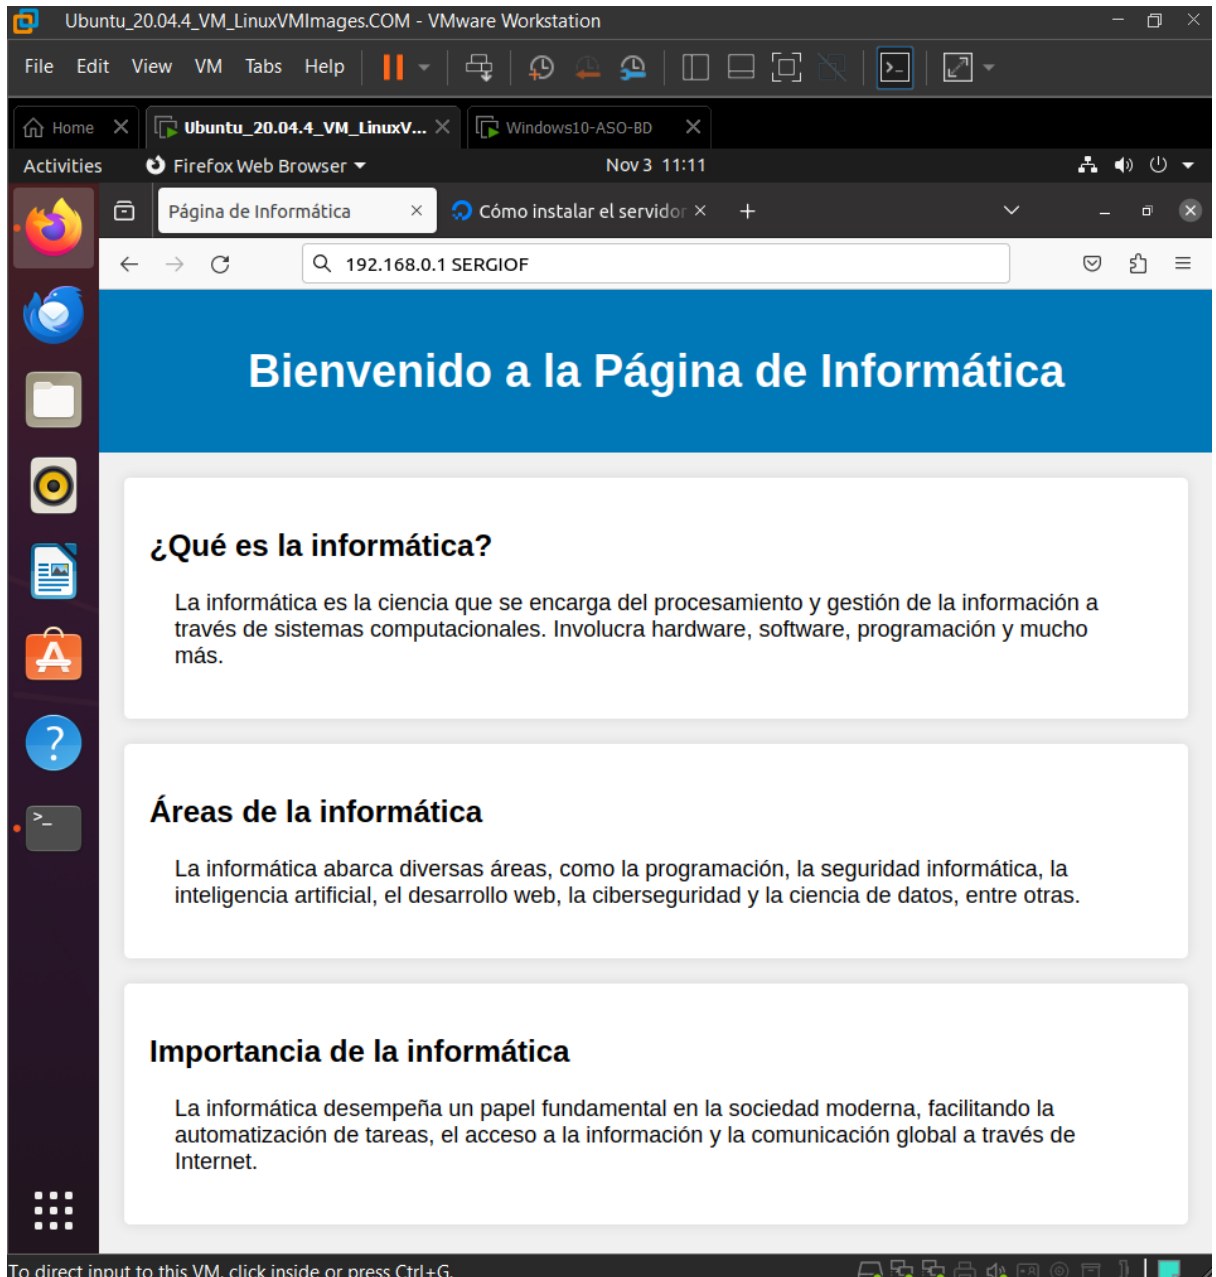 Ubuntu_20.04.4_VM_LinuxVMImages.COM - VMware Workstation
File Edit View VM Tabs Help
Home Ubuntu_20.04.4_VM_LinuxV... Windows10-ASO-BD
Activities Firefox Web Browser Nov 3 11:11
Página de Informática Cómo instalar el servidor
192.168.0.1 SERGIOF
Bienvenido a la Página de Informática
¿Qué es la informática?
La informática es la ciencia que se encarga del procesamiento y gestión de la información a
través de sistemas computacionales. Involucra hardware, software, programación y mucho
más.
Áreas de la informática
La informática abarca diversas áreas, como la programación, la seguridad informática, la
inteligencia artificial, el desarrollo web, la ciberseguridad y la ciencia de datos, entre otras.
Importancia de la informática
La informática desempeña un papel fundamental en la sociedad moderna, facilitando la
automatización de tareas, el acceso a la información y la comunicación global a través de
Internet.
To direct input to this VM, click inside or press Ctrl+G.